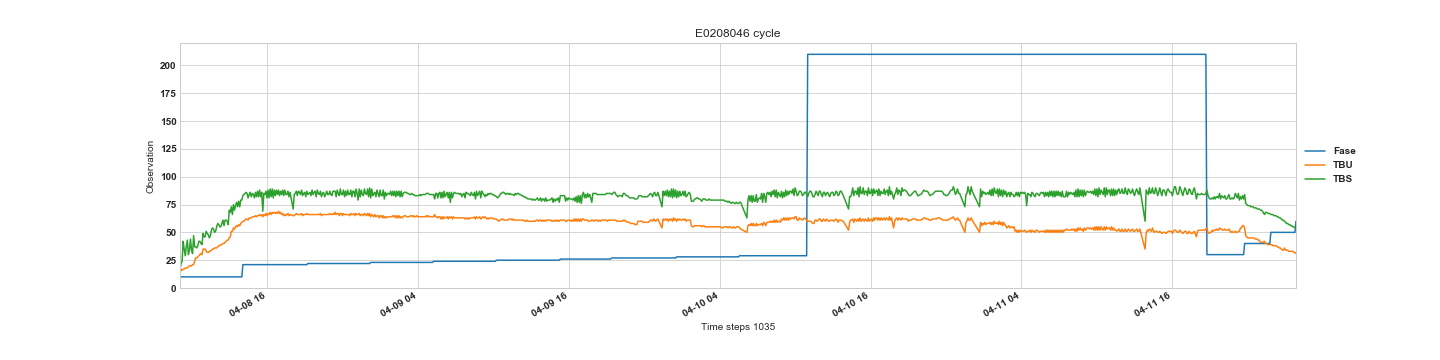 E0208046 cycle
Observation
200
175
150
125
100
75
50
25
0
04-08 16
04-09 04
04-09 16
04-10 04
04-10 16
04-11 04
04-11 16
Time steps 1035
Fase
TBU
TBS